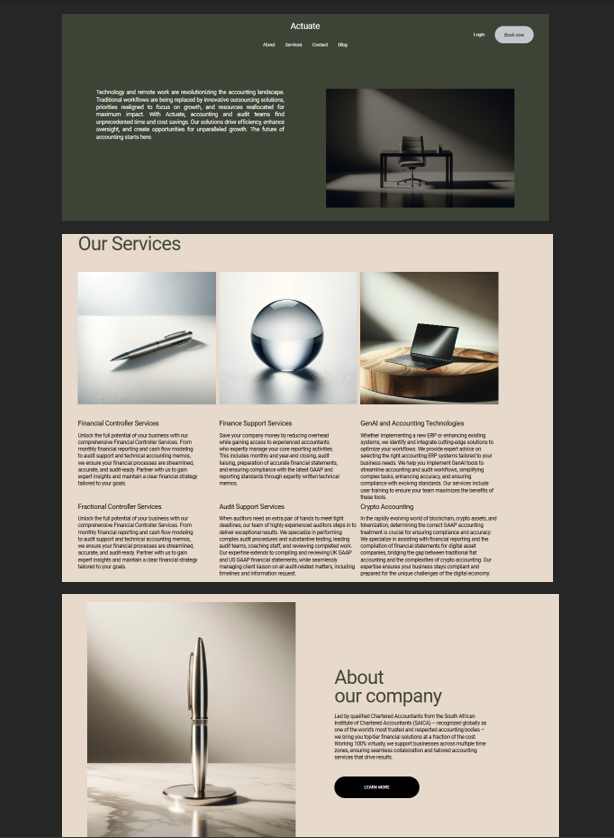 Actuate
Login
Book now
About Services Contact Blog
Technology and remote work are revolutionizing the accounting landscape.
Traditional workflows are being replaced by innovative outsourcing solutions,
priorities realigned to focus on growth, and resources reallocated for
maximum impact. With Actuate, accounting and audit teams find
unprecedented time and cost savings. Our solutions drive efficiency, enhance
oversight, and create opportunities for unparalleled growth. The future of
accounting starts here.
Our Services
Financial Controller Services
Unlock the full potential of your business with our
comprehensive Financial Controller Services. From
monthly financial reporting and cash flow modeling
to audit support and technical accounting memos,
we ensure your financial processes are streamlined,
accurate, and audit-ready. Partner with us to gain
expert insights and maintain a clear financial strategy
tailored to your goals.
Finance Support Services
Save your company money by reducing overhead
while gaining access to experienced accountants
who expertly manage your core reporting activities.
This includes monthly and year-end closing, audit
liaising, preparation of accurate financial statements,
and ensuring compliance with the latest GAAP and
reporting standards through expertly written technical
memos.
GenAI and Accounting Technologies
Whether implementing a new ERP or enhancing existing
systems, we identify and integrate cutting-edge solutions to
optimize your workflows. We provide expert advice on
selecting the right accounting ERP systems tailored to your
business needs. We help you implement GenAI tools to
streamline accounting and audit workflows, simplifying
complex tasks, enhancing accuracy, and ensuring
compliance with evolving standards. Our services include
user training to ensure your team maximizes the benefits of
these tools.
Fractional Controller Services
Unlock the full potential of your business with our
comprehensive Financial Controller Services. From
monthly financial reporting and cash flow modeling
to audit support and technical accounting memos,
we ensure your financial processes are streamlined,
accurate, and audit-ready. Partner with us to gain
expert insights and maintain a clear financial strategy
tailored to your goals.
Audit Support Services
When auditors need an extra pair of hands to meet tight
deadlines, our team of highly experienced auditors steps in to
deliver exceptional results. We specialize in performing
complex audit procedures and substantive testing, leading
audit teams, coaching staff, and reviewing completed work.
Our expertise extends to compiling and reviewing UK GAAP
and US GAAP financial statements, while seamlessly
managing client liaison on all audit-related matters, including
timelines and information request.
Crypto Accounting
In the rapidly evolving world of blockchain, crypto assets, and
tokenization, determining the correct GAAP accounting
treatment is crucial for ensuring compliance and accuracy.
We specialize in assisting with financial reporting and the
compilation of financial statements for digital asset
companies, bridging the gap between traditional fiat
accounting and the complexities of crypto accounting. Our
expertise ensures your business stays compliant and
prepared for the unique challenges of the digital economy.
About
our company
Led by qualified Chartered Accountants from the South African
Institute of Chartered Accountants (SAICA) – recognized globally as
one of the world's most trusted and respected accounting bodies –
we bring you top-tier financial solutions at a fraction of the cost.
Working 100% virtually, we support businesses across multiple time
zones, ensuring seamless collaboration and tailored accounting
services that drive results.
LEARN MORE